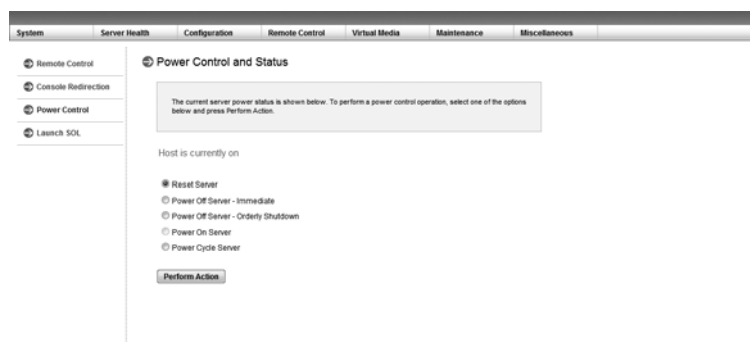 System Server Health Configuration Remote Control Virtual Media Maintenance Miscellaneous
Remote Control
Console Redirection
Power Control
Launch SOL
Power Control and Status
The current server power status is shown below. To perform a power control operation, select one of the options
below and press Perform Action.
Host is currently on
Reset Server
Power Off Server - Immediate
Power Off Server - Orderly Shutdown
Power On Server
Power Cycle Server
Perform Action